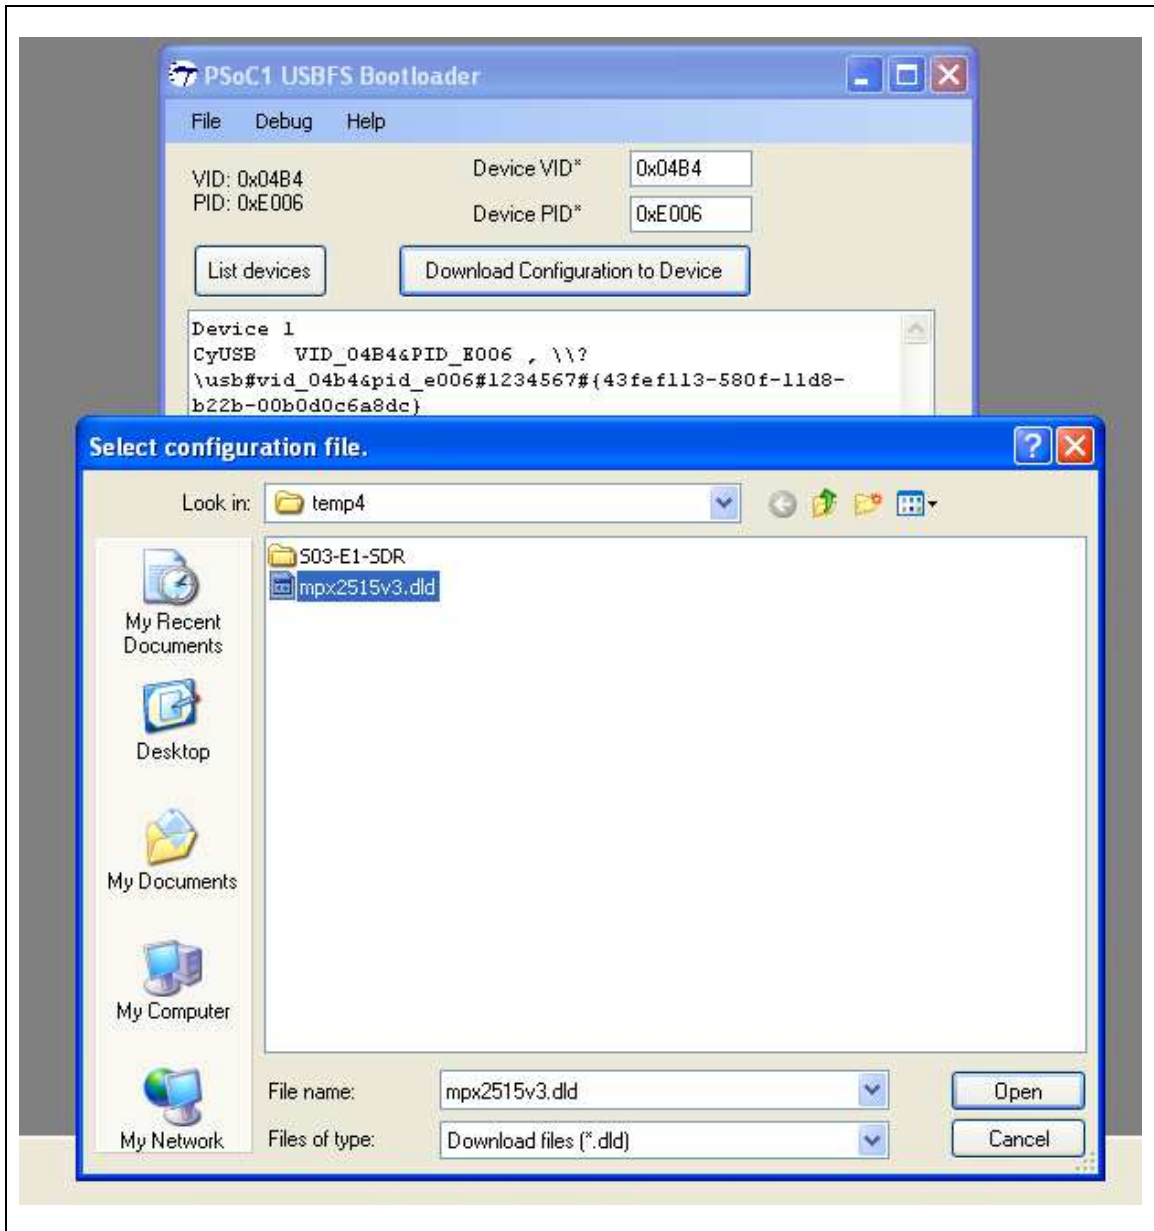 PSoC1 USBFS Bootloader
File Debug Help
VID: 0x04B4
PID: 0xE006
Device VID* 0x04B4
Device PID* 0xE006
List devices
Download Configuration to Device
Device 1
CyUSB VID_04B4&PID_E006 , \\?
\usb#vid_04b4&pid_e006#1234567#{43fef113-580f-11d8-
b22b-00b0d0c6a8dc}
Select configuration file.
Look in: temp4
S03-E1-SDR
mpx2515v3.dld
My Recent
Documents
Desktop
My Documents
My Computer
My Network
File name: mpx2515v3.dld
Open
Files of type: Download files (*.dld)
Cancel